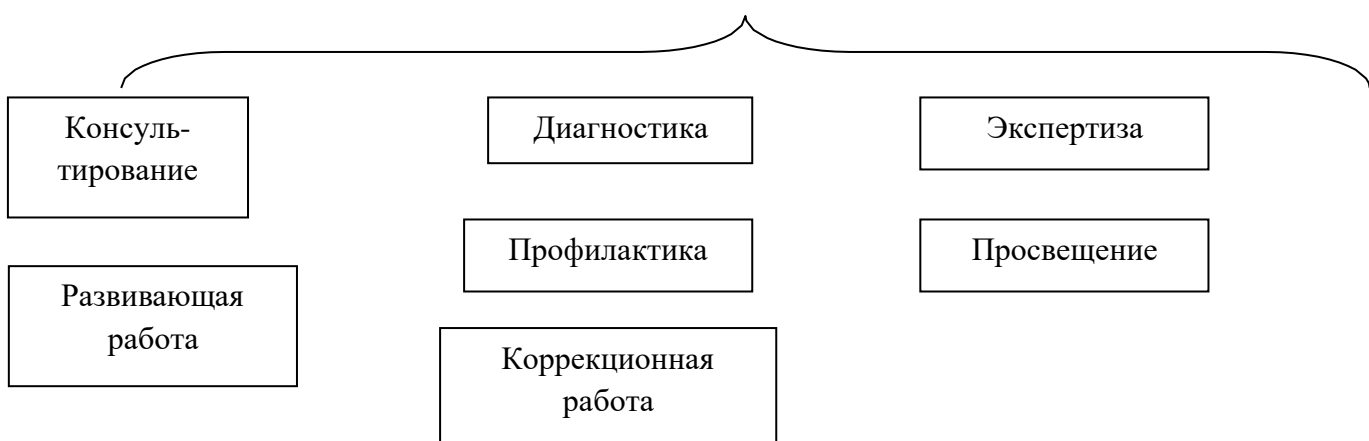 Консуль-
тирование
Диагностика
Экспертиза
Профилактика
Просвещение
Развивающая
работа
Коррекционная
работа